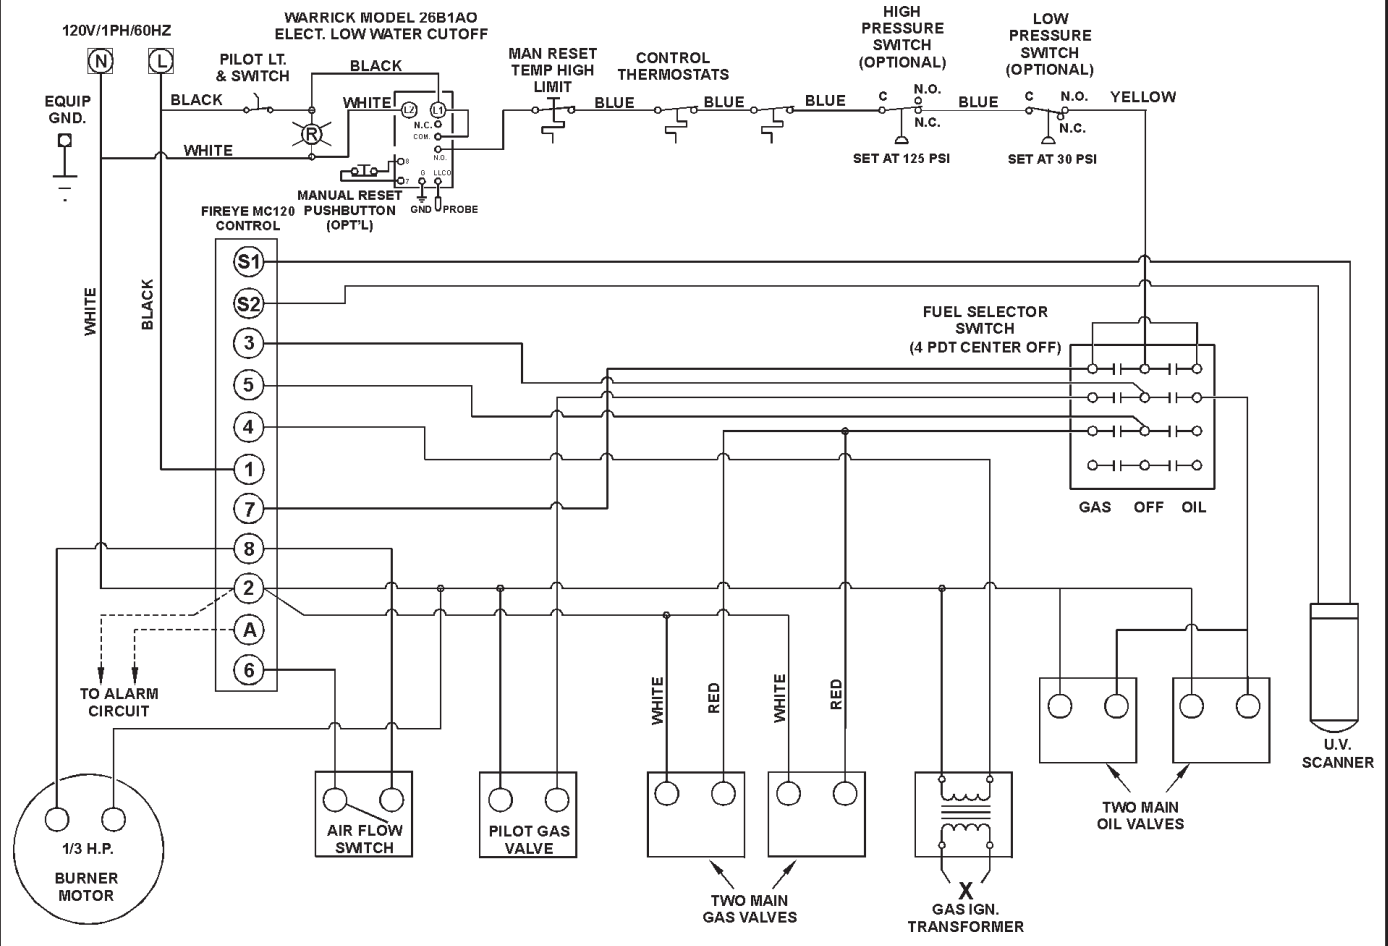 120V/1PH/60HZ
N
L
EQUIP
GND.
PILOT LT.
& SWITCH
BLACK
R
WHITE
WARRICK MODEL 26B1AO
ELECT. LOW WATER CUTOFF
BLACK
WHITE
L2
L1
N.C.
COM.
N.O.
8
7
G
LLCO
GND
PROBE
MANUAL RESET
PUSHBUTTON
(OPT'L)
MAN RESET
TEMP HIGH
LIMIT
BLUE
CONTROL
THERMOSTATS
BLUE
BLUE
HIGH
PRESSURE
SWITCH
(OPTIONAL)
C
N.O.
N.C.
SET AT 125 PSI
BLUE
LOW
PRESSURE
SWITCH
(OPTIONAL)
C
N.O.
N.C.
SET AT 30 PSI
YELLOW
FIREYE MC120
CONTROL
S1
S2
3
5
4
1
7
8
2
A
6
WHITE
BLACK
FUEL SELECTOR
SWITCH
(4 PDT CENTER OFF)
GAS
OFF
OIL
TO ALARM
CIRCUIT
1/3 H.P.
BURNER
MOTOR
AIR FLOW
SWITCH
PILOT GAS
VALVE
WHITE
RED
WHITE
RED
TWO MAIN
GAS VALVES
X
GAS IGN.
TRANSFORMER
TWO MAIN
OIL VALVES
U.V.
SCANNER